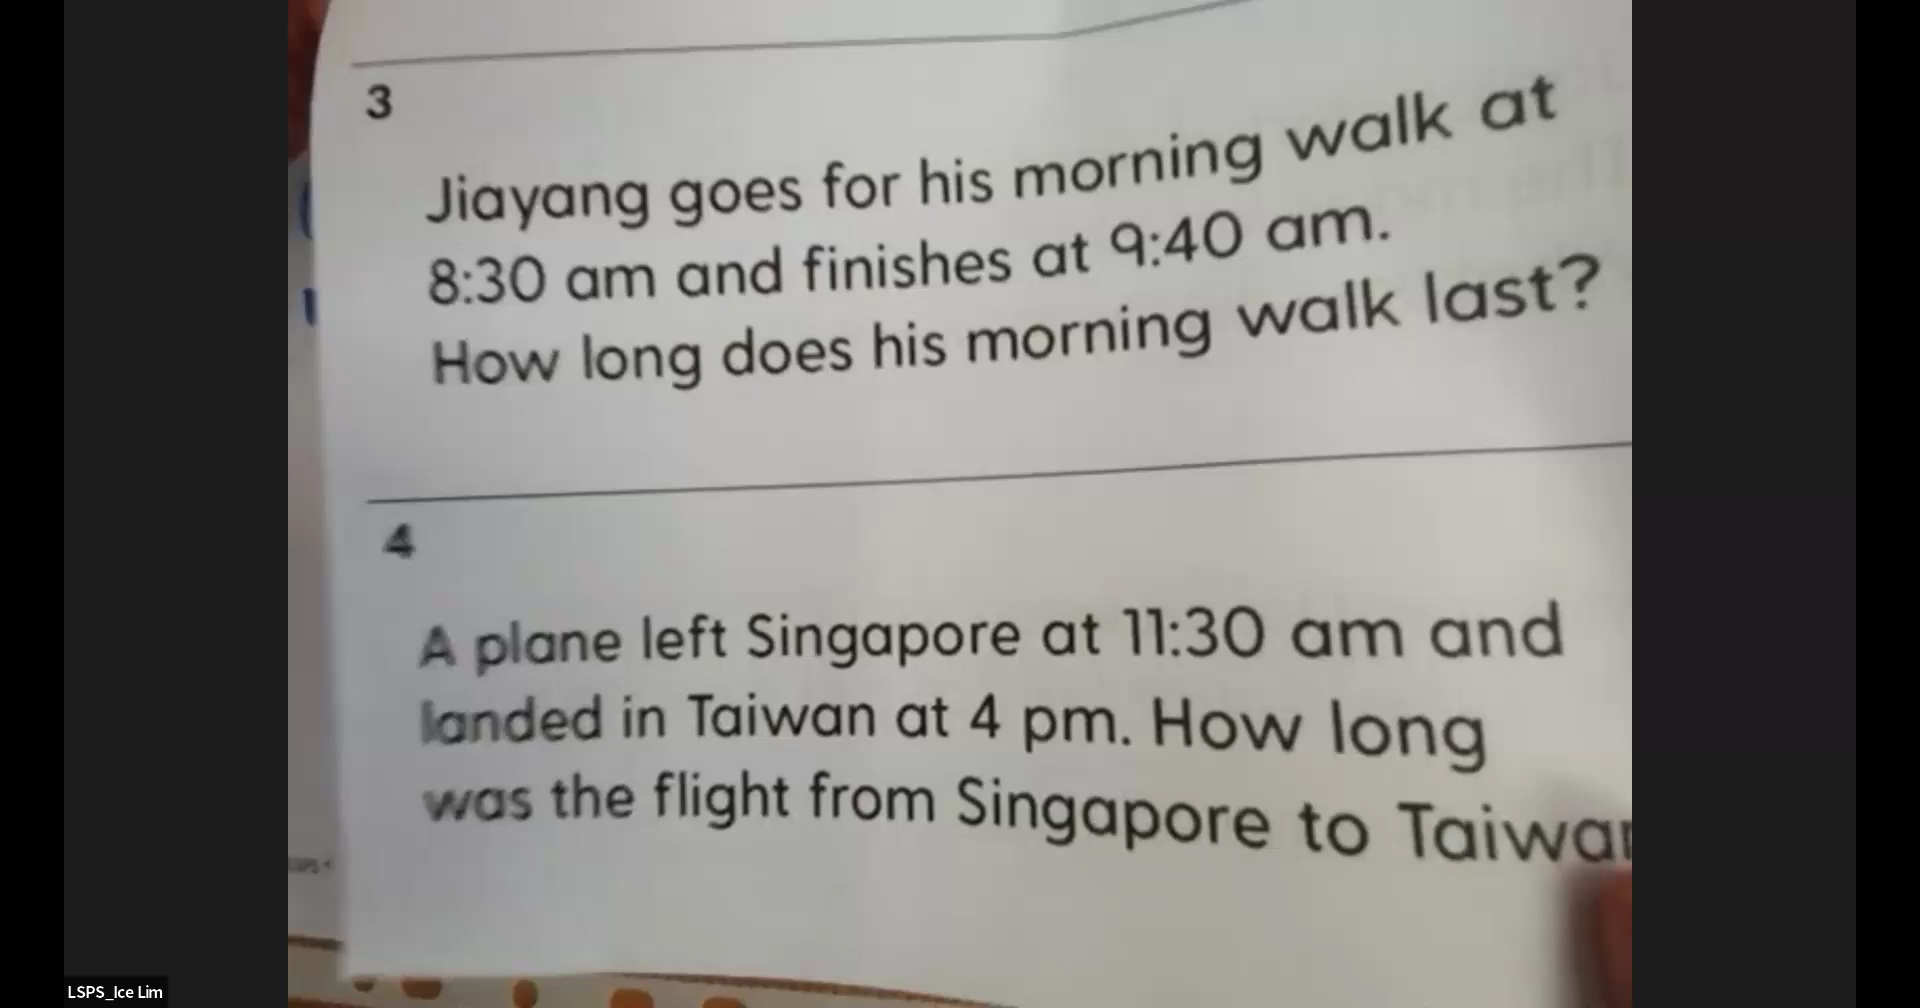 3
Jiayang goes for his morning walk at
8:30 am and finishes at 9:40 am.
How long does his morning walk last?
4
A plane left Singapore at 11:30 am and
landed in Taiwan at 4 pm. How long
was the flight from Singapore to
LSPS_Ice Lim